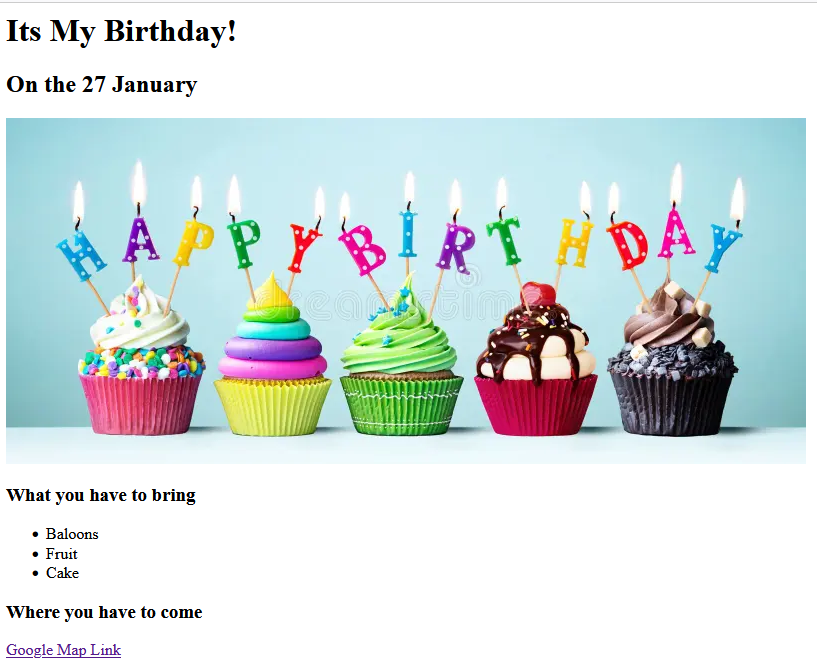 Its My Birthday!
On the 27 January
HAPPY BIRTHDAY
What you have to bring
Baloons
Fruit
Cake
Where you have to come
Google Map Link